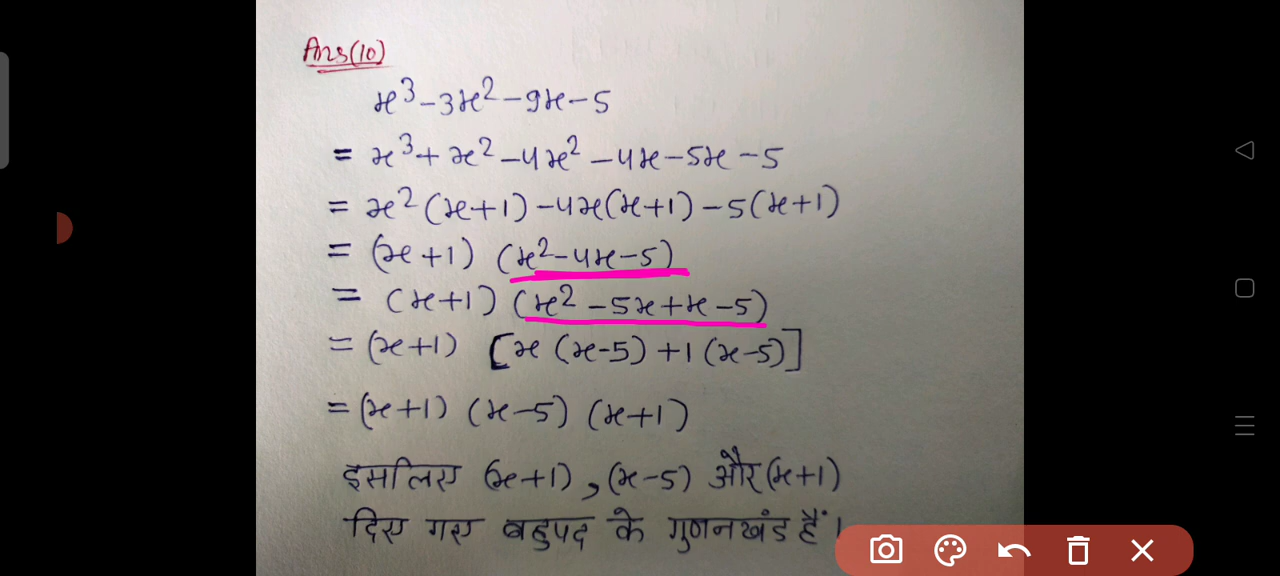 Ans(10)
x³-3x²-9x-5
= x³+x²-4x²-4x-5x-5
= x²(x+1)-4x(x+1)-5(x+1)
= (x+1) (x²-4x-5)
= (x+1) (x²-5x+x-5)
= (x+1) [x(x-5)+1(x-5)]
= (x+1) (x-5) (x+1)
इसलिए (x+1), (x-5) और (x+1)
दिए गए बहुपद के गुणनखंड हैं।